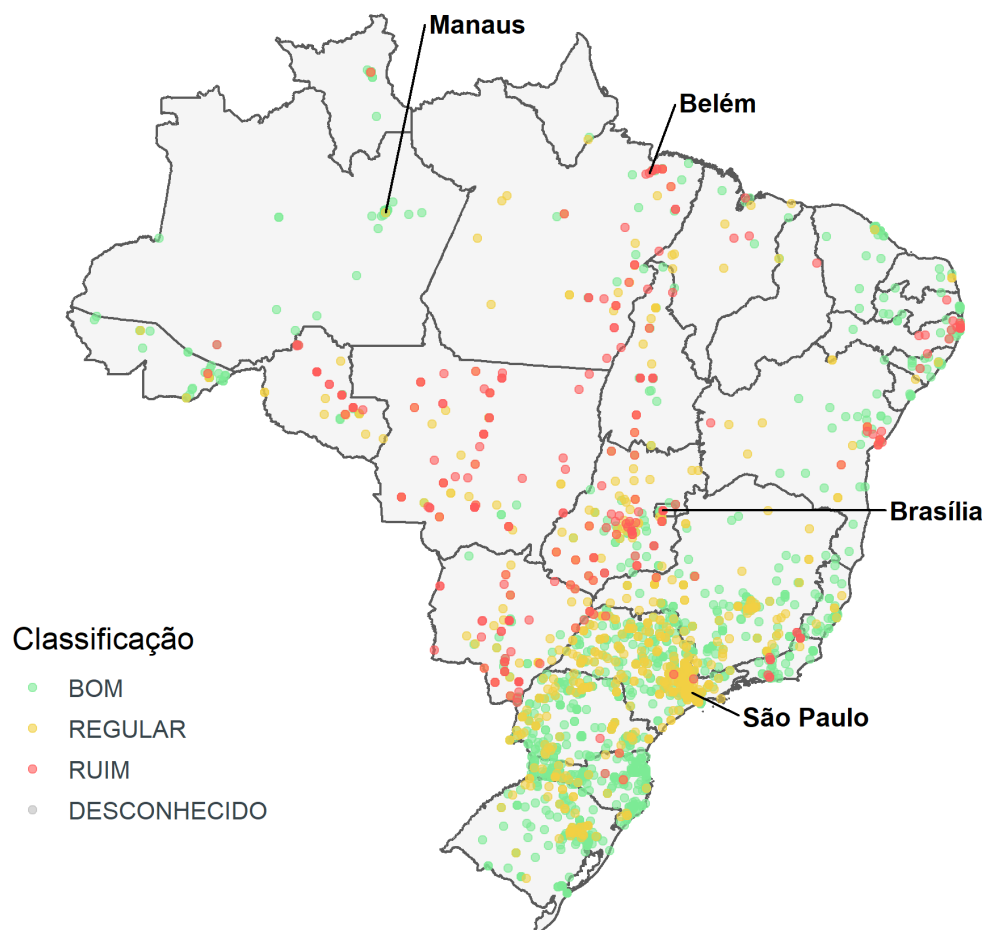 Manaus
Belém
Brasília
Classificação
BOM
REGULAR
RUIM
DESCONHECIDO
São Paulo